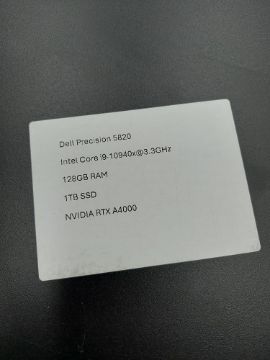 Dell Precision 5820
Intel Core i9-10940x@3.3GHz
128GB RAM
1TB SSD
NVIDIA RTX A4000